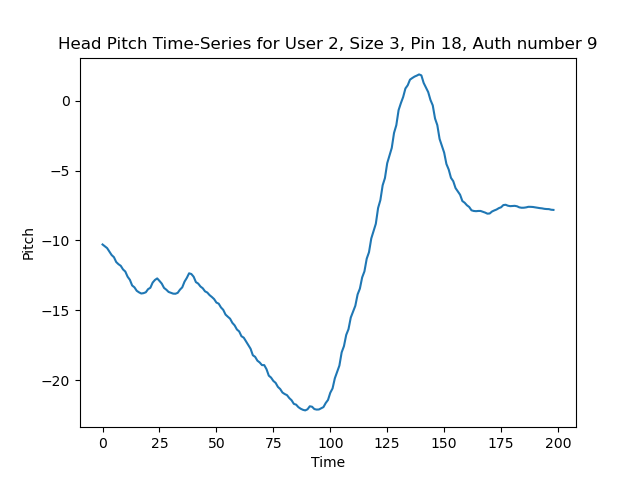 Head Pitch Time-Series for User 2, Size 3, Pin 18, Auth number 9
0
−5
−10
−15
−20
Pitch
0 25 50 75 100 125 150 175 200
Time